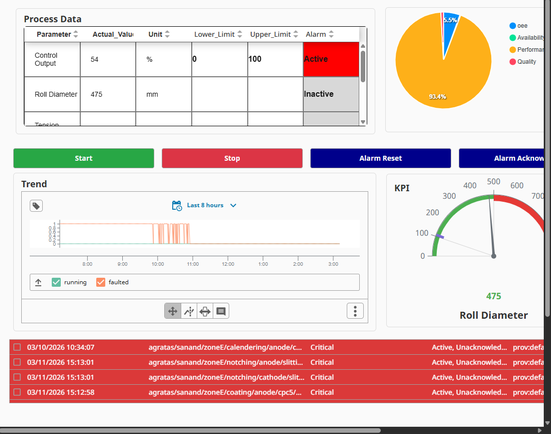 Process Data
Parameter Actual_Value Unit Lower_Limit Upper_Limit Alarm
Control Output 54 % 0 100 Active
Roll Diameter 475 mm Inactive
Tension
5.5%
93.4%
oee
Availability
Performan
Quality
Start Stop Alarm Reset Alarm Acknow
Trend
Last 8 hours
8:00 9:00 10:00 11:00 12:00 1:00 2:00 3:00
running faulted
KPI
0 100 200 300 400 500 600 700
475
Roll Diameter
03/10/2026 10:34:07 agratas/sanand/zoneE/calendering/anode/c... Critical Active, Unacknowled... prov:defa
03/11/2026 15:13:01 agratas/sanand/zoneE/notching/anode/slitti... Critical Active, Unacknowled... prov:defa
03/11/2026 15:13:01 agratas/sanand/zoneE/notching/cathode/slit... Critical Active, Unacknowled... prov:defa
03/11/2026 15:12:58 agratas/sanand/zoneE/coating/anode/cpc5/... Critical Active, Unacknowled... prov:defa